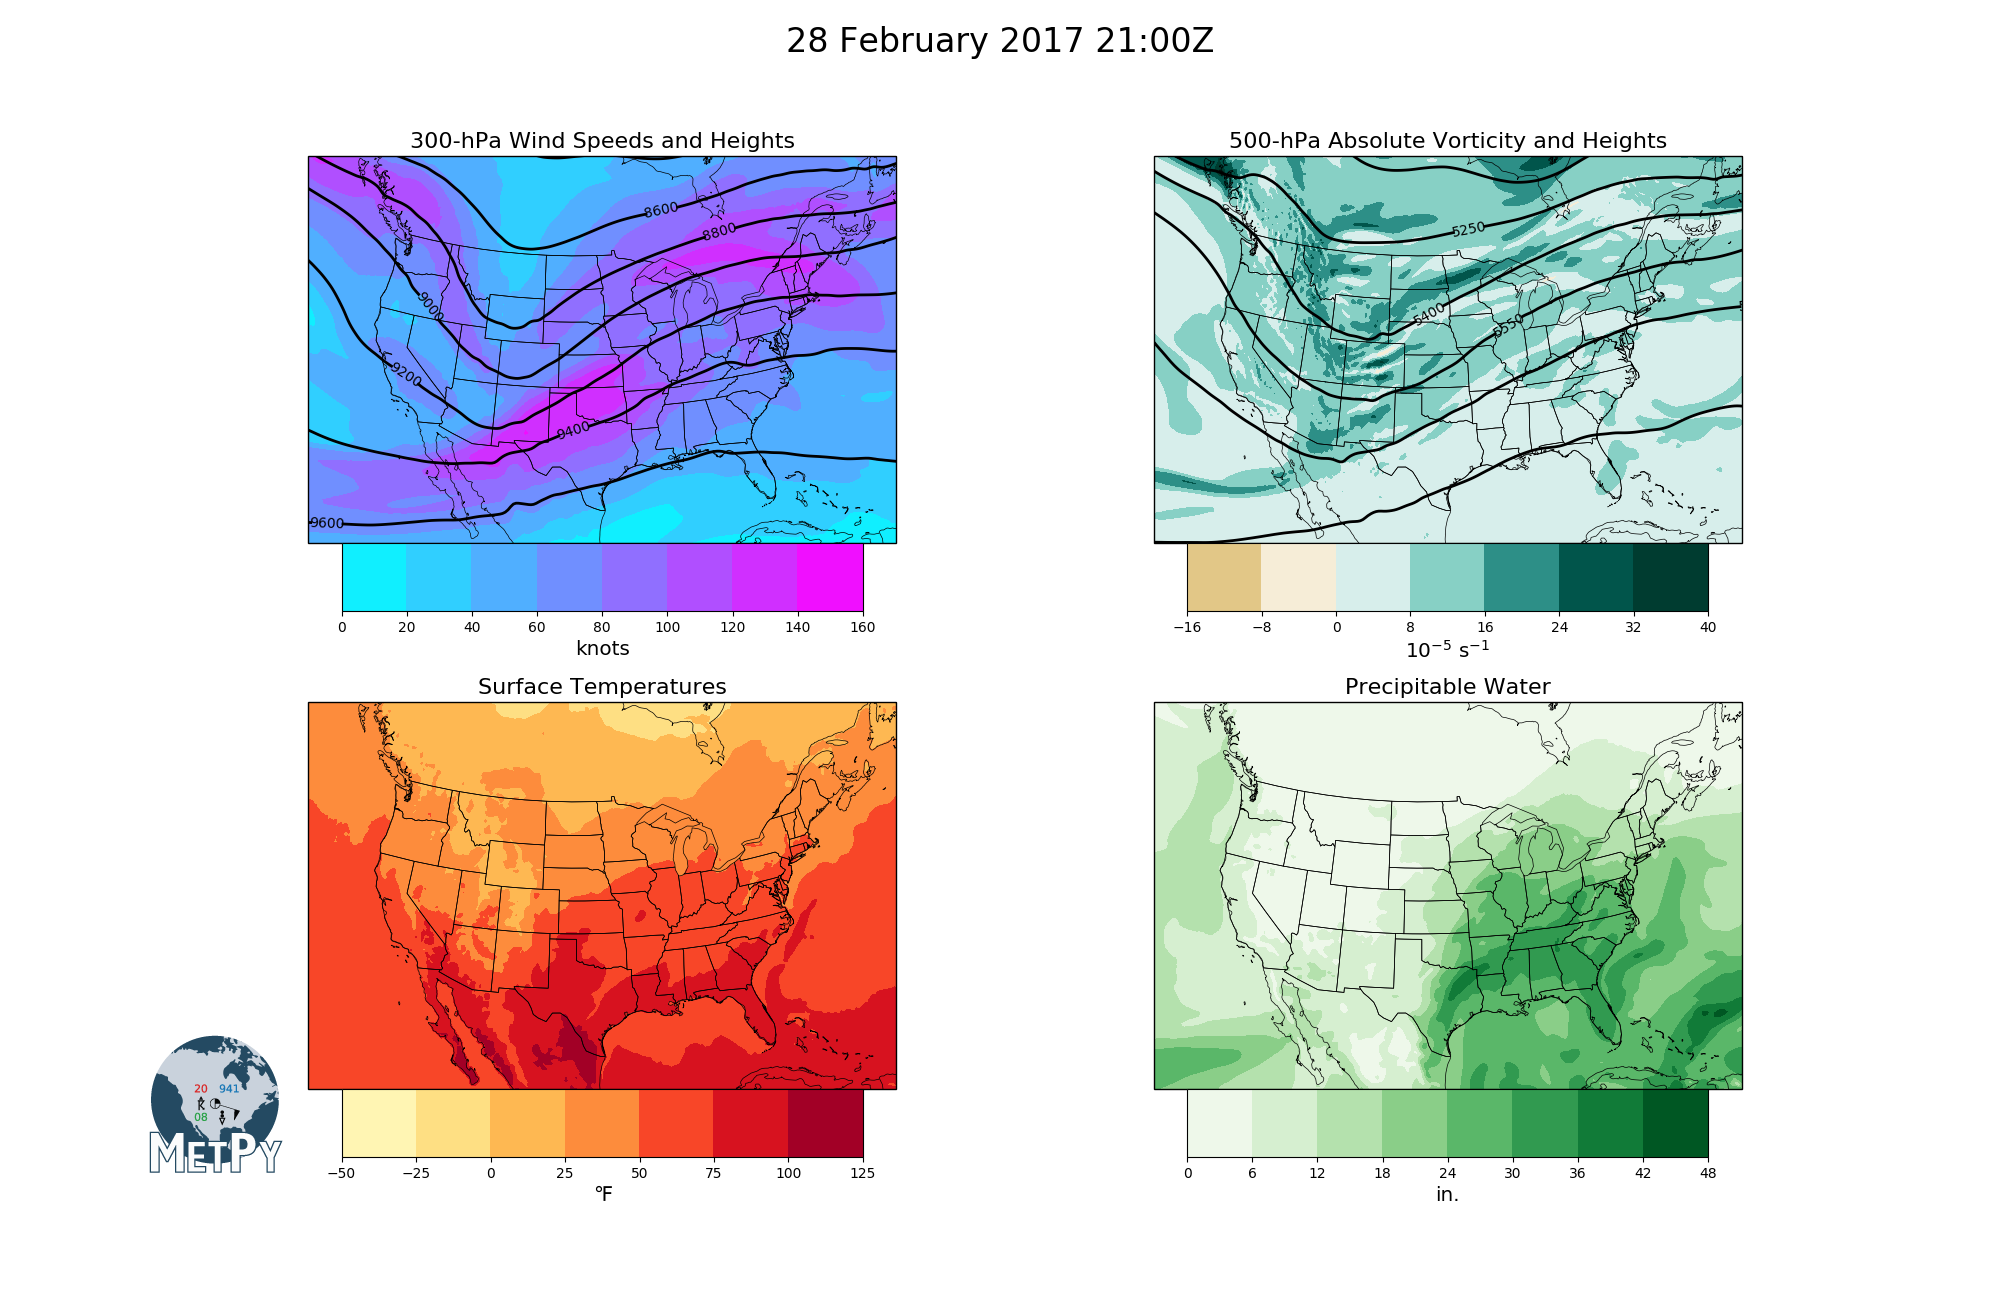 28 February 2017 21:00Z
300-hPa Wind Speeds and Heights
500-hPa Absolute Vorticity and Heights
8600
8800
9000
9200
9400
9600
5250
5400
5550
0 20 40 60 80 100 120 140 160
knots
−16 −8 0 8 16 24 32 40
10⁻⁵ s⁻¹
Surface Temperatures
Precipitable Water
−50 −25 0 25 50 75 100 125
°F
0 6 12 18 24 30 36 42 48
in.
20 941
K
08
METPY